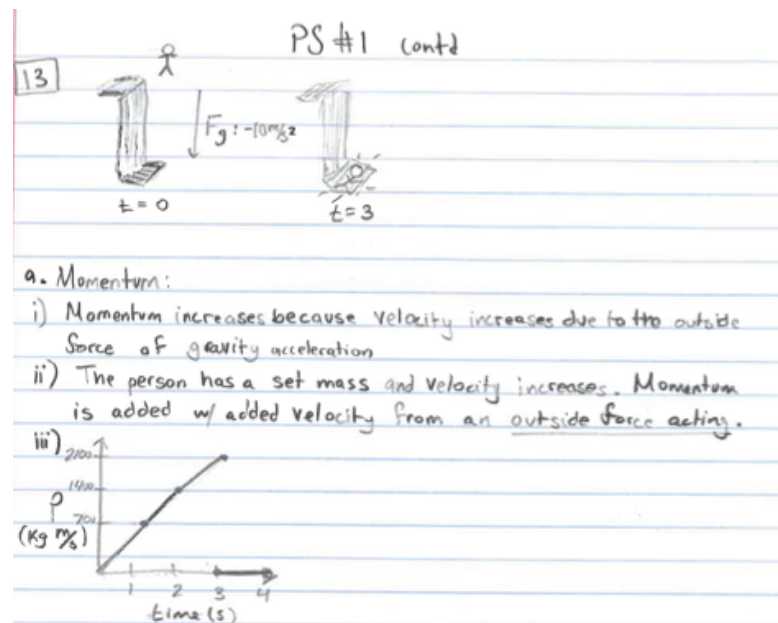 PS #1 contd
13
Fg: -10m/s²
t = 0
t = 3
a. Momentum:
i) Momentum increases because velocity increases due to the outside
force of gravity acceleration
ii) The person has a set mass and velocity increases. Momentum
is added w/ added velocity from an outside force acting.
iii)
2100
1400
700
P
(kg m/s)
1 2 3 4
time (s)